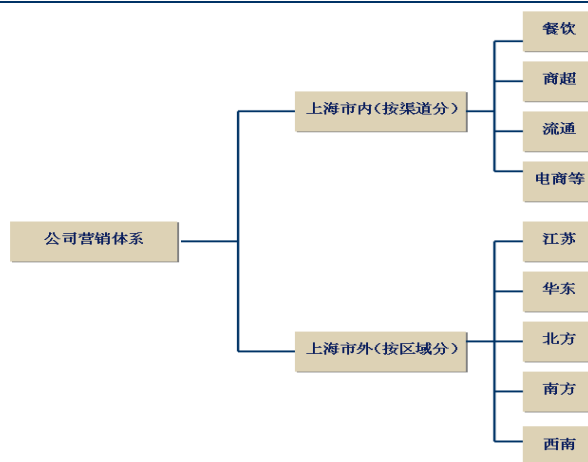 公司营销体系
上海市内（按渠道分）
餐饮
商超
流通
电商等
上海市外（按区域分）
江苏
华东
北方
南方
西南